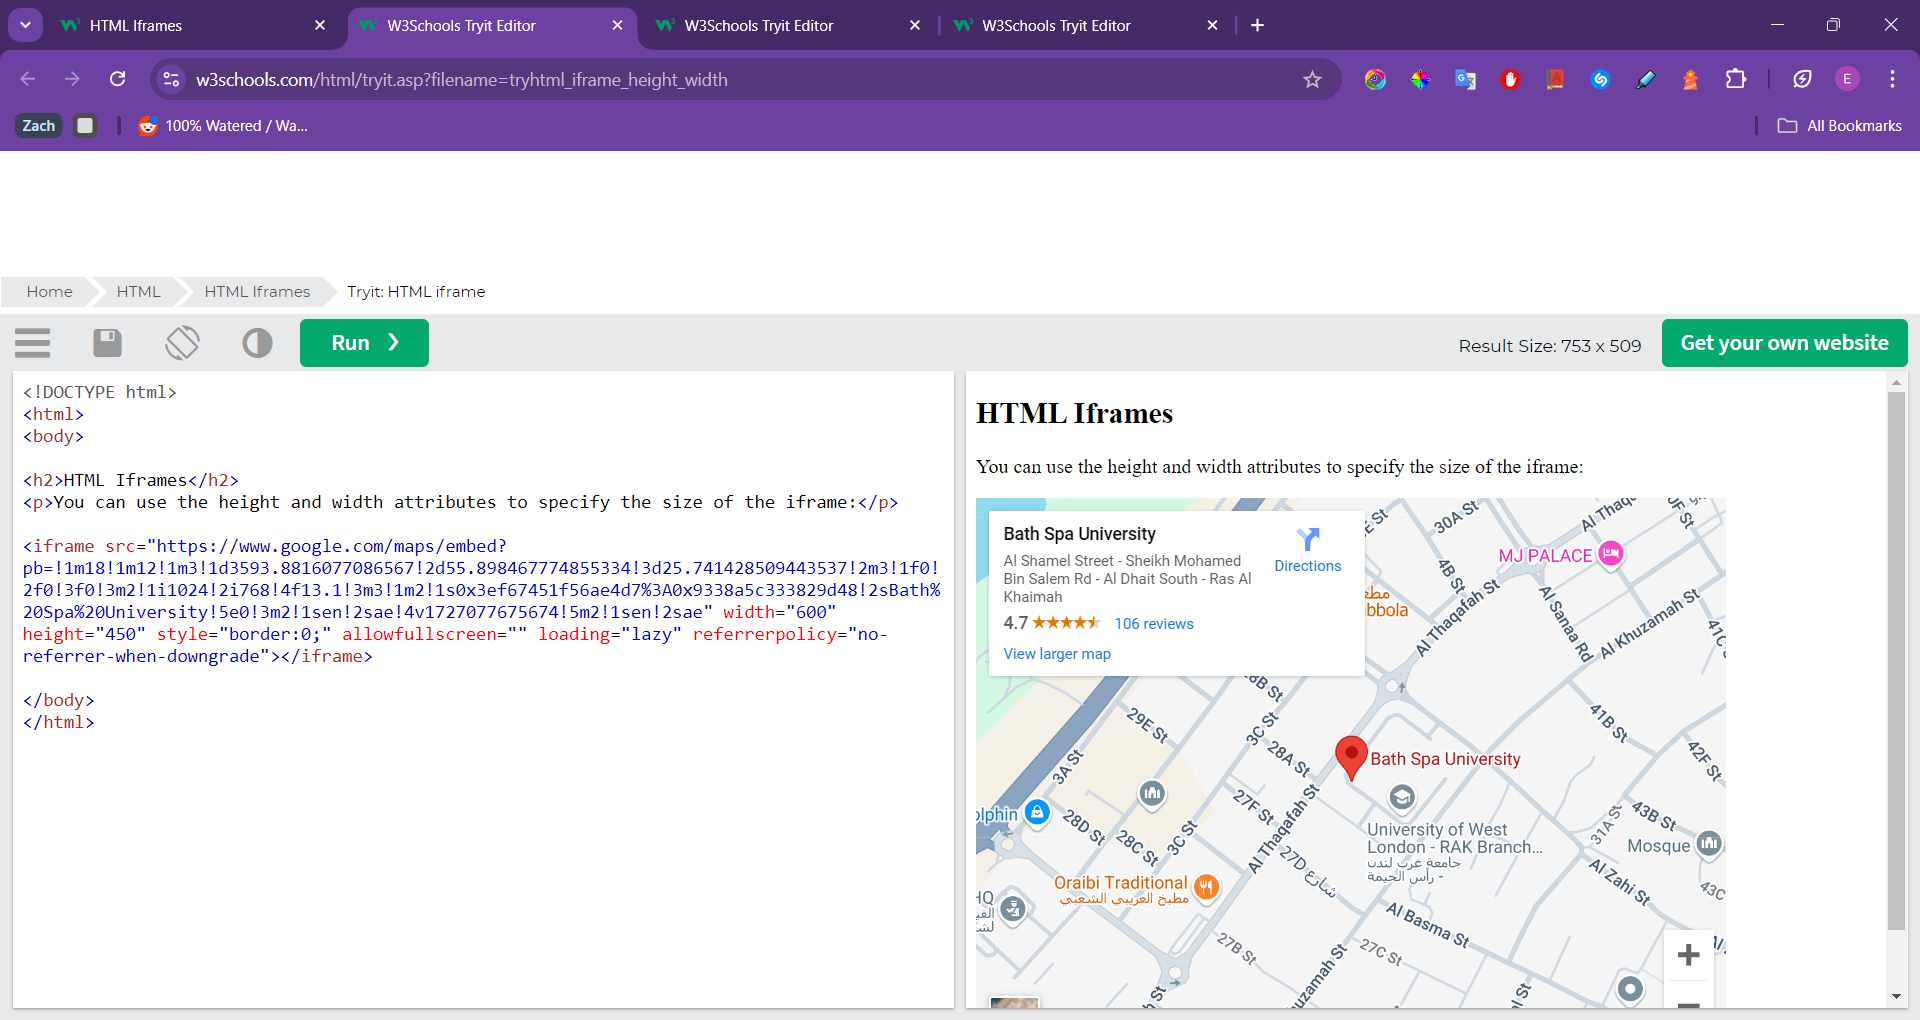 HTML Iframes
W3Schools Tryit Editor
W3Schools Tryit Editor
W3Schools Tryit Editor
w3schools.com/html/tryit.asp?filename=tryhtml_iframe_height_width
E
Zach
100% Watered / Wa...
All Bookmarks
Home
HTML
HTML Iframes
Tryit: HTML iframe
Run ❯
Result Size: 753 x 509
Get your own website
<!DOCTYPE html>
<html>
<body>
<h2>HTML Iframes</h2>
<p>You can use the height and width attributes to specify the size of the iframe:</p>
<iframe src="https://www.google.com/maps/embed?
pb=!1m18!1m12!1m3!1d3593.8816077086567!2d55.898467774855334!3d25.741428509443537!2m3!1f0!
2f0!3f0!3m2!1i1024!2i768!4f13.1!3m3!1m2!1s0x3ef67451f56ae4d7%3A0x9338a5c333829d48!2sBath%
20Spa%20University!5e0!3m2!1sen!2sae!4v1727077675674!5m2!1sen!2sae" width="600"
height="450" style="border:0;" allowfullscreen="" loading="lazy" referrerpolicy="no-
referrer-when-downgrade"></iframe>
</body>
</html>
HTML Iframes
You can use the height and width attributes to specify the size of the iframe:
Bath Spa University
Al Shamel Street - Sheikh Mohamed
Bin Salem Rd - Al Dhait South - Ras Al
Khaimah
Directions
4.7
106 reviews
View larger map
30A St
MJ PALACE
4B St
Al Thaqafah St
Al Sanaa Rd
Al Khuzamah St
28B St
29E St
3C St
28A St
3A St
41B St
42F St
Bath Spa University
27F St
28D St
28C St
3C St
Al Thaqafah St
University of West
London - RAK Branch...
جامعة غرب لندن
- رأس الخيمة
31A St
43B St
Mosque
27D شارع
Al Zahi St
43C
Oraibi Traditional
مطبخ العريبي الشعبي
Al Basma St
27B St
27C St